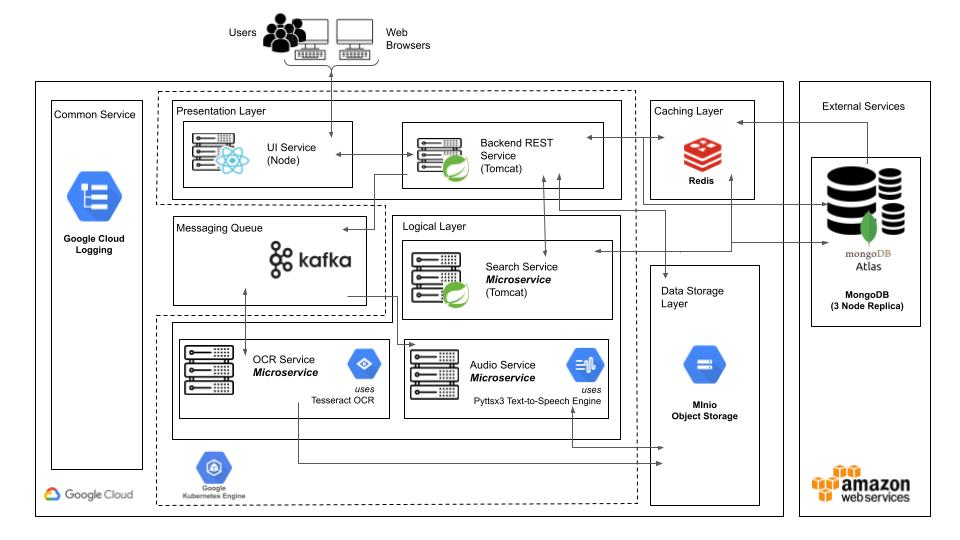 Users
Web
Browsers
Common Service
Google Cloud
Logging
Google Cloud
Presentation Layer
UI Service
(Node)
Backend REST
Service
(Tomcat)
Caching Layer
Redis
External Services
mongoDB
Atlas
MongoDB
(3 Node Replica)
Messaging Queue
kafka
Logical Layer
Search Service
Microservice
(Tomcat)
Data Storage
Layer
MInio
Object Storage
OCR Service
Microservice
uses
Tesseract OCR
Audio Service
Microservice
uses
Pyttsx3 Text-to-Speech Engine
Google
Kubernetes Engine
amazon
web services